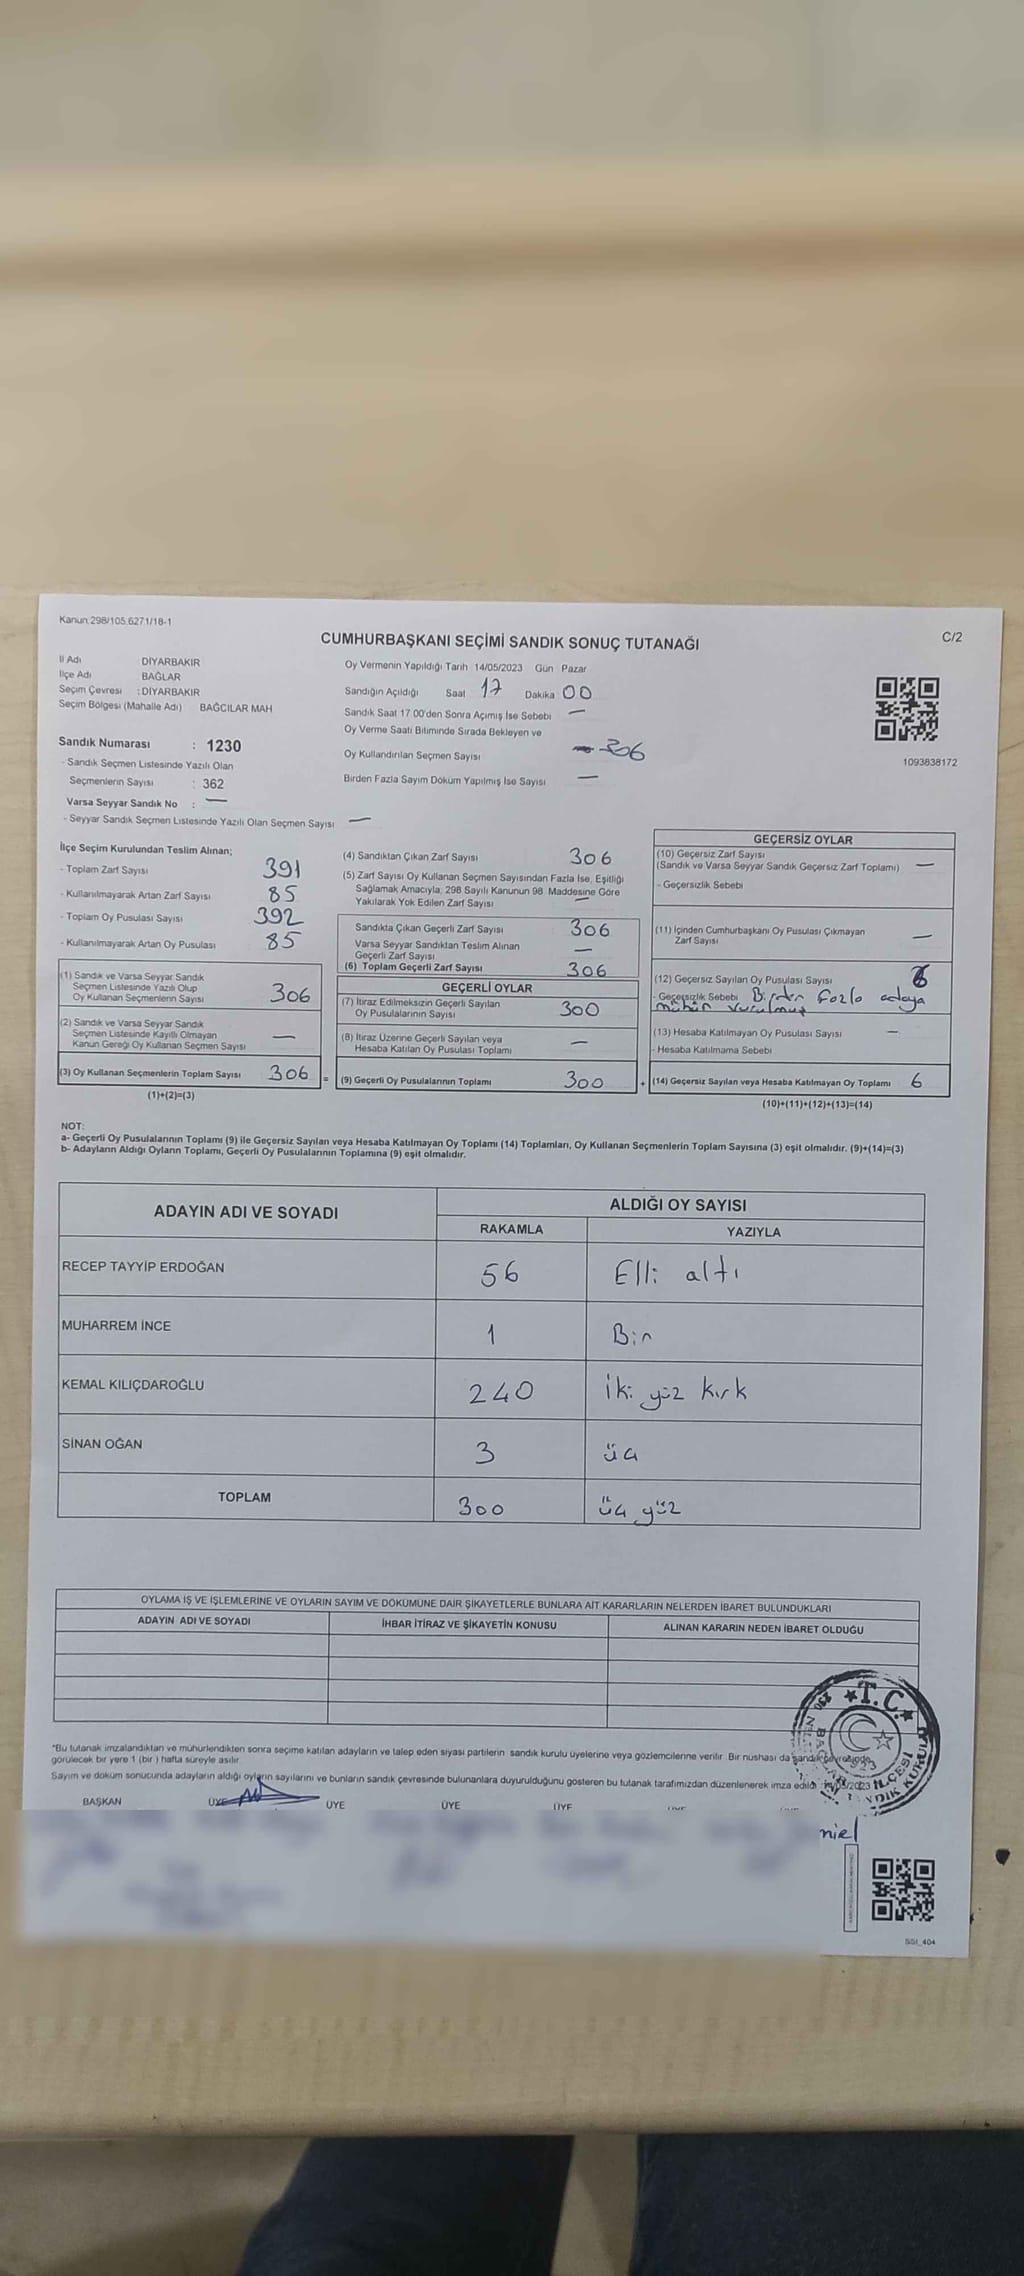 Kanun 298/105.6271/18-1
C/2
CUMHURBAŞKANI SEÇİMİ SANDIK SONUÇ TUTANAĞI
İl Adı DİYARBAKIR
İlçe Adı BAĞLAR
Seçim Çevresi : DİYARBAKIR
Seçim Bölgesi (Mahalle Adı) BAĞCILAR MAH
Sandık Numarası : 1230
- Sandık Seçmen Listesinde Yazılı Olan
Seçmenlerin Sayısı : 362
Varsa Seyyar Sandık No : —
- Seyyar Sandık Seçmen Listesinde Yazılı Olan Seçmen Sayısı —
Oy Vermenin Yapıldığı Tarih 14/05/2023 Gün Pazar
Sandığın Açıldığı Saat 17 Dakika 00
Sandık Saat 17 00'den Sonra Açımış İse Sebebi —
Oy Verme Saati Bitiminde Sırada Bekleyen ve
Oy Kullandırılan Seçmen Sayısı 306
Birden Fazla Sayım Döküm Yapılmış İse Sayısı —
1093838172
İlçe Seçim Kurulundan Teslim Alınan;
- Toplam Zarf Sayısı 391
- Kullanılmayarak Artan Zarf Sayısı 85
- Toplam Oy Pusulası Sayısı 392
- Kullanılmayarak Artan Oy Pusulası 85
(1) Sandık ve Varsa Seyyar Sandık
Seçmen Listesinde Yazılı Olup
Oy Kullanan Seçmenlerin Sayısı 306
(2) Sandık ve Varsa Seyyar Sandık
Seçmen Listesinde Kayıtlı Olmayan
Kanun Gereği Oy Kullanan Seçmen Sayısı —
(3) Oy Kullanan Seçmenlerin Toplam Sayısı 306 =
(1)+(2)=(3)
(4) Sandıktan Çıkan Zarf Sayısı 306
(5) Zarf Sayısı Oy Kullanan Seçmen Sayısından Fazla İse, Eşitliği
Sağlamak Amacıyla; 298 Sayılı Kanunun 98 Maddesine Göre
Yakılarak Yok Edilen Zarf Sayısı —
Sandıkta Çıkan Geçerli Zarf Sayısı 306
Varsa Seyyar Sandıktan Teslim Alınan
Geçerli Zarf Sayısı —
(6) Toplam Geçerli Zarf Sayısı 306
GEÇERLİ OYLAR
(7) İtiraz Edilmeksizin Geçerli Sayılan
Oy Pusulalarının Sayısı 300
(8) İtiraz Üzerine Geçerli Sayılan veya
Hesaba Katılan Oy Pusulası Toplamı —
(9) Geçerli Oy Pusulalarının Toplamı 300 +
GEÇERSİZ OYLAR
(10) Geçersiz Zarf Sayısı
(Sandık ve Varsa Seyyar Sandık Geçersiz Zarf Toplamı) —
- Geçersizlik Sebebi
(11) İçinden Cumhurbaşkanı Oy Pusulası Çıkmayan
Zarf Sayısı —
(12) Geçersiz Sayılan Oy Pusulası Sayısı 6
- Geçersizlik Sebebi Birden fazla adaya
mühür vurulmuş
(13) Hesaba Katılmayan Oy Pusulası Sayısı —
- Hesaba Katılmama Sebebi
(14) Geçersiz Sayılan veya Hesaba Katılmayan Oy Toplamı 6
(10)+(11)+(12)+(13)=(14)
NOT:
a- Geçerli Oy Pusulalarının Toplamı (9) ile Geçersiz Sayılan veya Hesaba Katılmayan Oy Toplamı (14) Toplamları, Oy Kullanan Seçmenlerin Toplam Sayısına (3) eşit olmalıdır. (9)+(14)=(3)
b- Adayların Aldığı Oyların Toplamı, Geçerli Oy Pusulalarının Toplamına (9) eşit olmalıdır.
ADAYIN ADI VE SOYADI
ALDIĞI OY SAYISI
RAKAMLA YAZIYLA
RECEP TAYYİP ERDOĞAN 56 Elli altı
MUHARREM İNCE 1 Bir
KEMAL KILIÇDAROĞLU 240 İki yüz kırk
SİNAN OĞAN 3 üç
TOPLAM 300 üç yüz
OYLAMA İŞ VE İŞLEMLERİNE VE OYLARIN SAYIM VE DÖKÜMÜNE DAİR ŞİKAYETLERLE BUNLARA AİT KARARLARIN NELERDEN İBARET BULUNDUKLARI
ADAYIN ADI VE SOYADI İHBAR İTİRAZ VE ŞİKAYETİN KONUSU ALINAN KARARIN NEDEN İBARET OLDUĞU
T.C.
*Bu tutanak imzalandıktan ve mühürlendikten sonra seçime katılan adayların ve talep eden siyasi partilerin sandık kurulu üyelerine veya gözlemcilerine verilir. Bir nüshası da sandık çevresinde
görülecek bir yere 1 (bir) hafta süreyle asılır.
Sayım ve döküm sonucunda adayların aldığı oyların sayılarını ve bunların sandık çevresinde bulunanlara duyurulduğunu gösteren bu tutanak tarafımızdan düzenlenerek imza edildi
BAŞKAN ÜYE ÜYE ÜYE ÜYE
niel
SSI_404